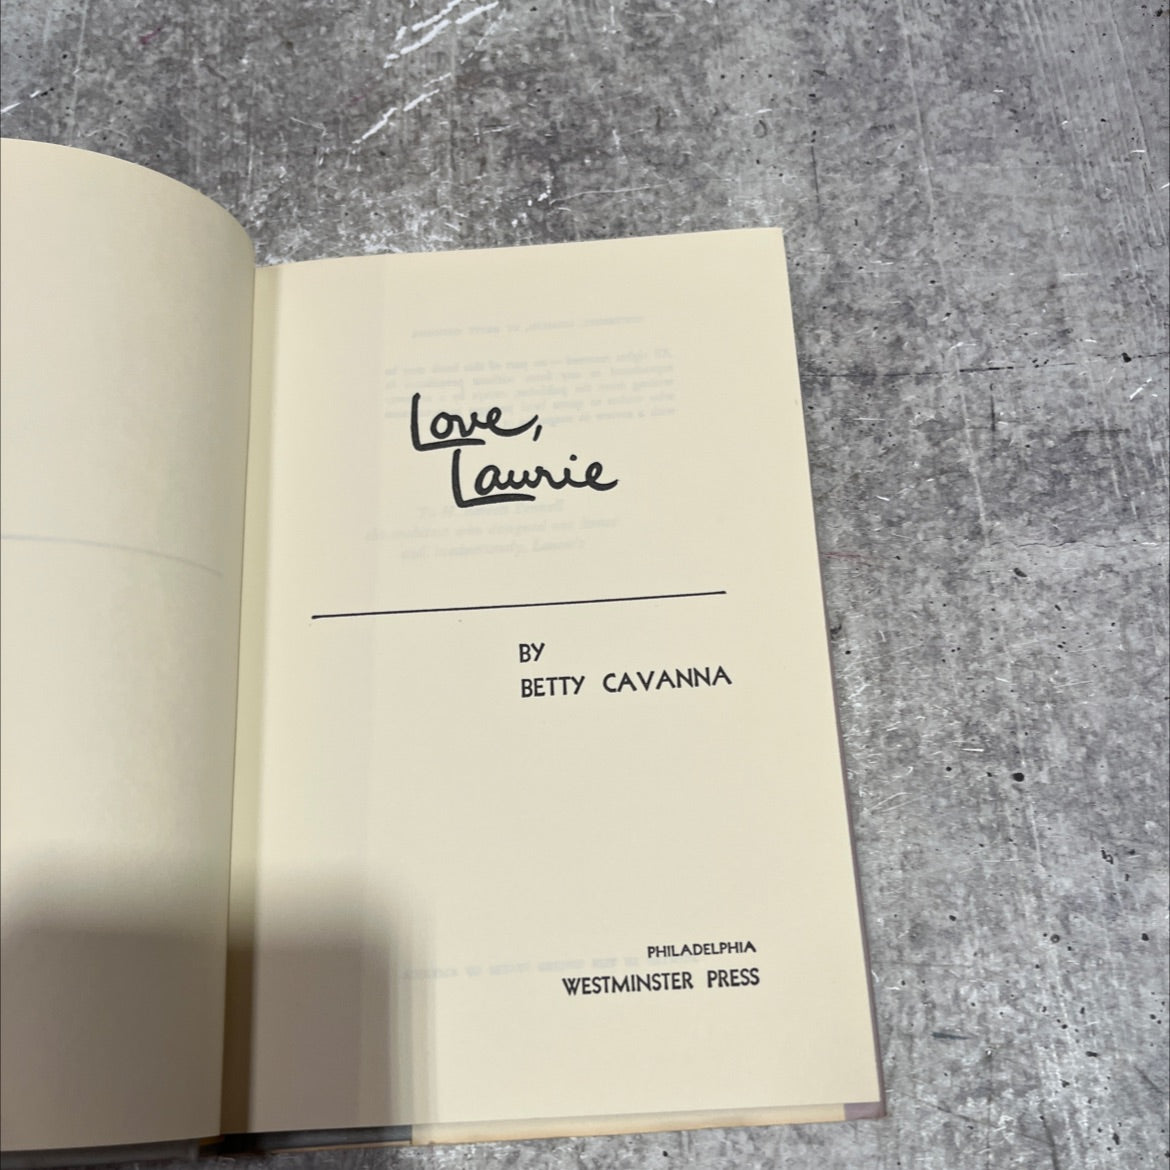 Love,
Laurie
BY
BETTY CAVANNA
PHILADELPHIA
WESTMINSTER PRESS